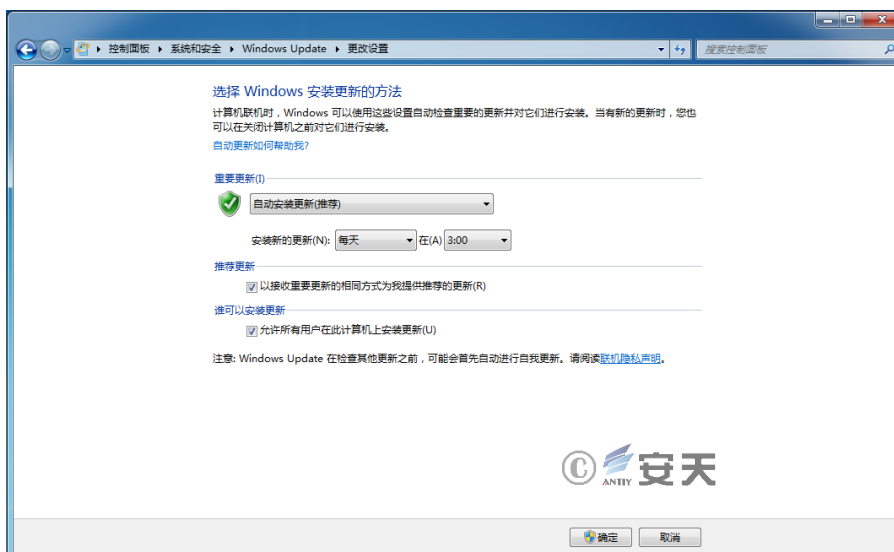 控制面板 ▸ 系统和安全 ▸ Windows Update ▸ 更改设置
搜索控制面板
选择 Windows 安装更新的方法
计算机联机时，Windows 可以使用这些设置自动检查重要的更新并对它们进行安装。当有新的更新时，您也
可以在关闭计算机之前对它们进行安装。
自动更新如何帮助我?
重要更新(I)
自动安装更新(推荐)
安装新的更新(N): 每天 在(A) 3:00
推荐更新
以接收重要更新的相同方式为我提供推荐的更新(R)
谁可以安装更新
允许所有用户在此计算机上安装更新(U)
注意: Windows Update 在检查其他更新之前，可能会首先自动进行自我更新。请阅读联机隐私声明。
© ANTIY 安天
确定 取消